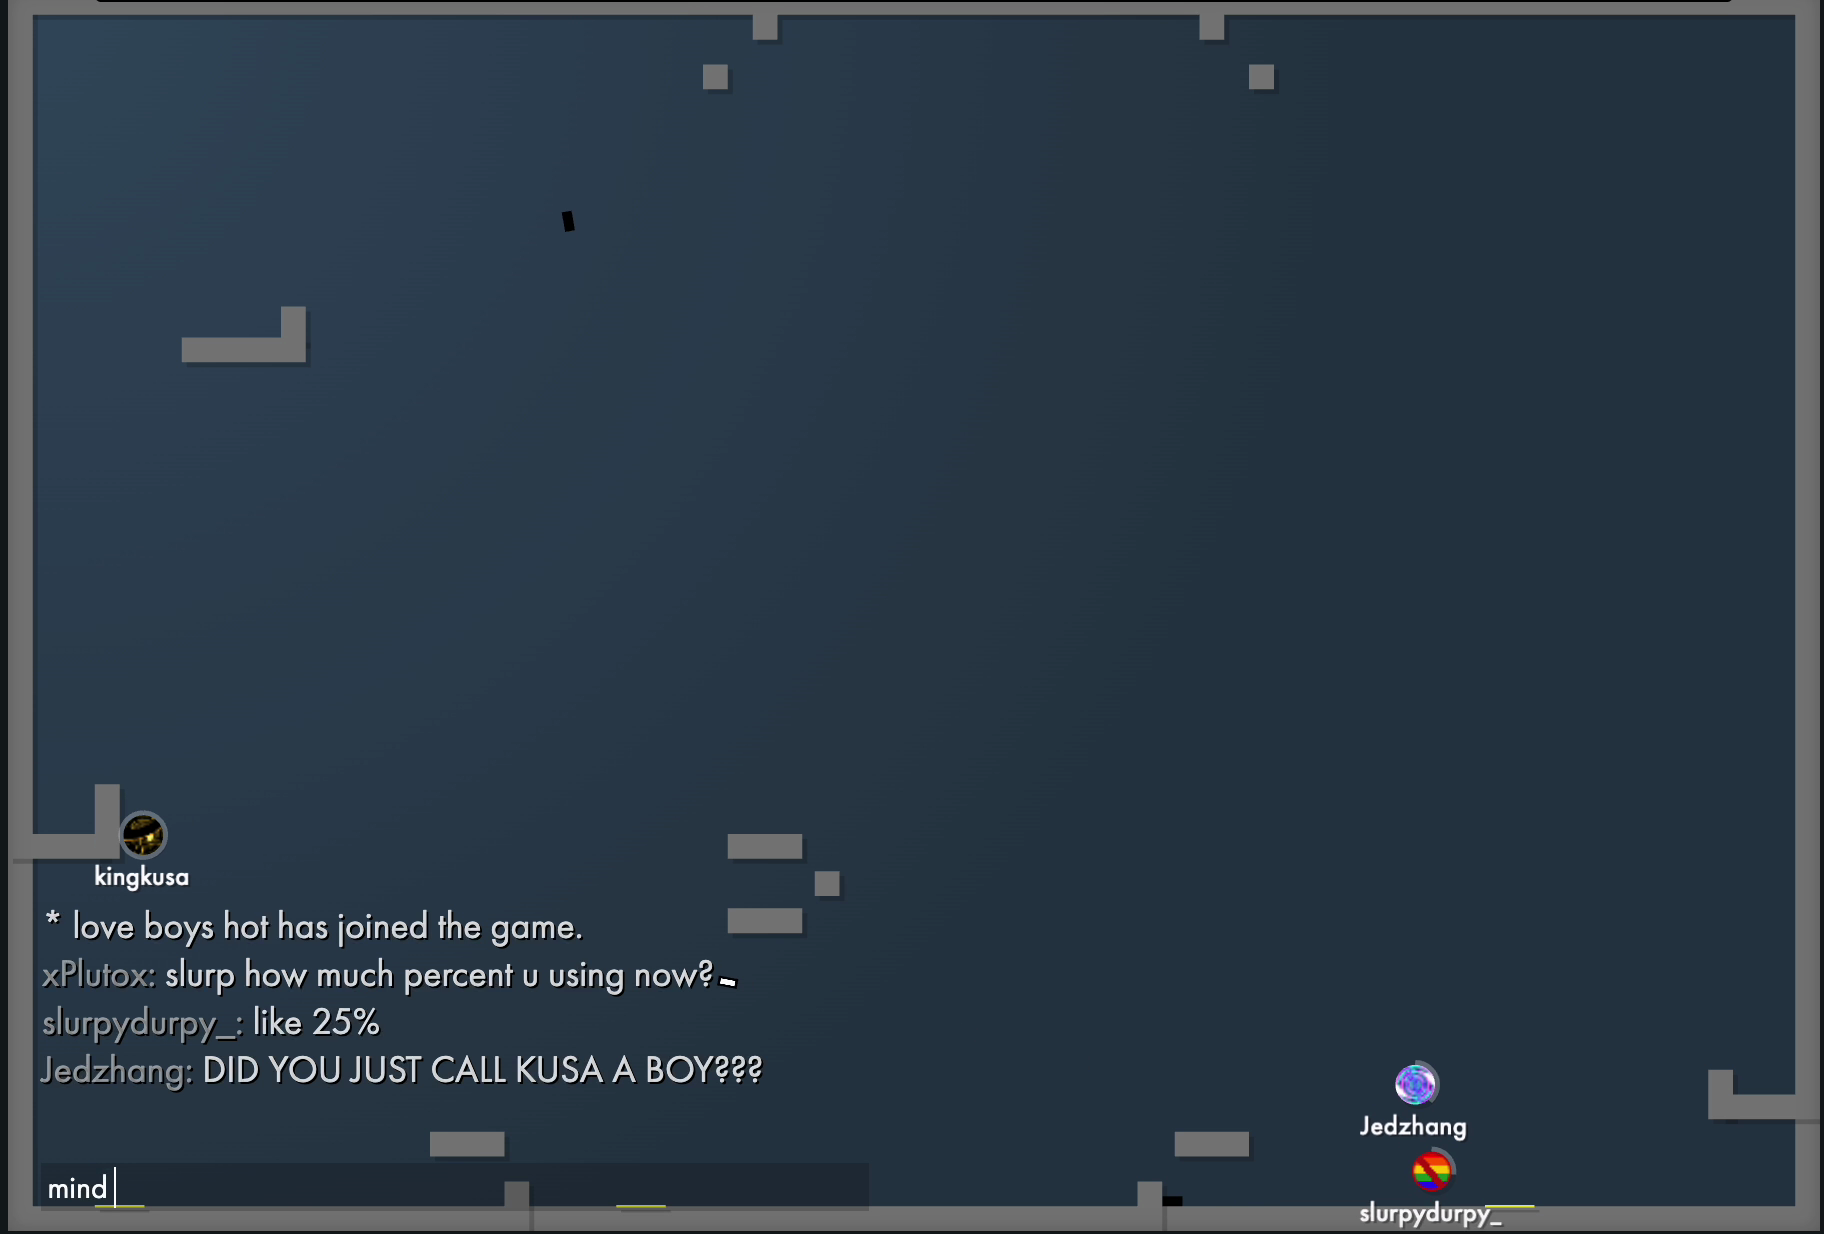 kingkusa
* love boys hot has joined the game.
xPlutox: slurp how much percent u using now?
slurpydurpy_: like 25%
Jedzhang: DID YOU JUST CALL KUSA A BOY???
Jedzhang
mind
slurpydurpy_